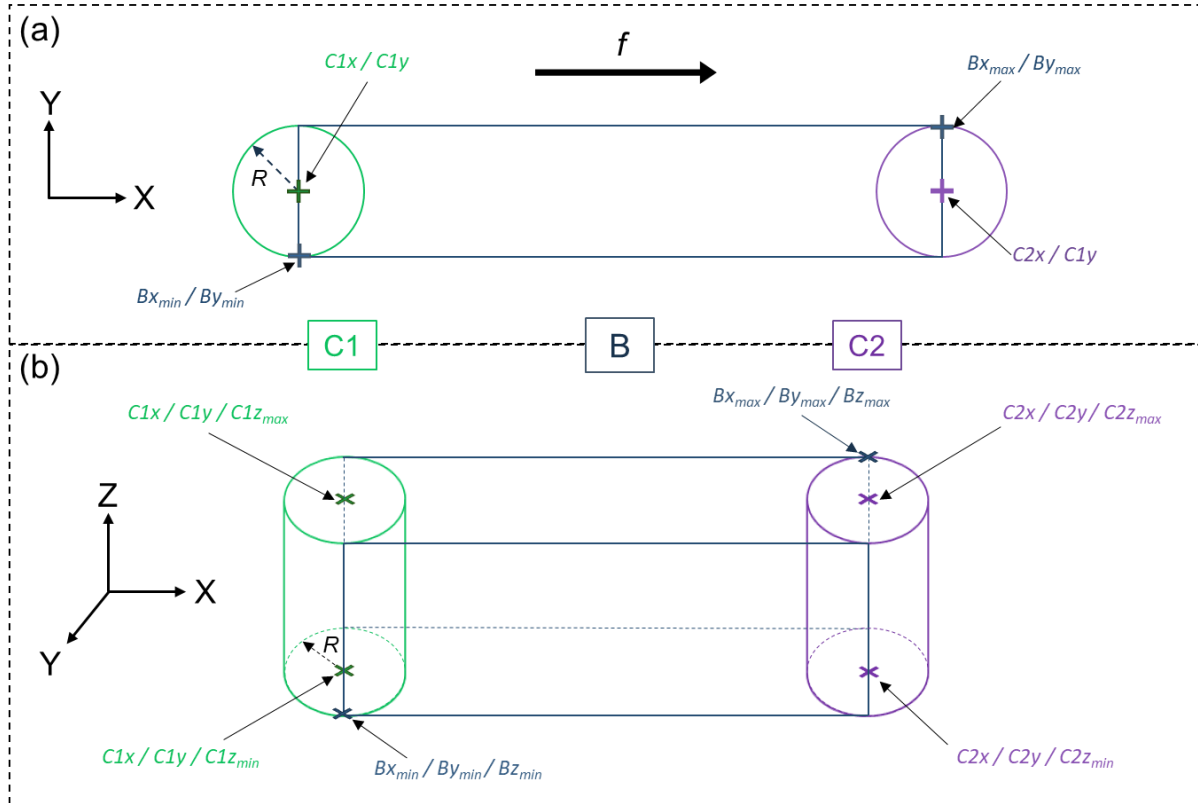 (a)
C1x / C1y
f
Bxmax / Bymax
Y
R
X
C2x / C1y
Bxmin / Bymin
C1
B
C2
(b)
C1x / C1y / C1zmax
Bxmax / Bymax / Bzmax
C2x / C2y / C2zmax
Z
X
Y
R
C1x / C1y / C1zmin
Bxmin / Bymin / Bzmin
C2x / C2y / C2zmin